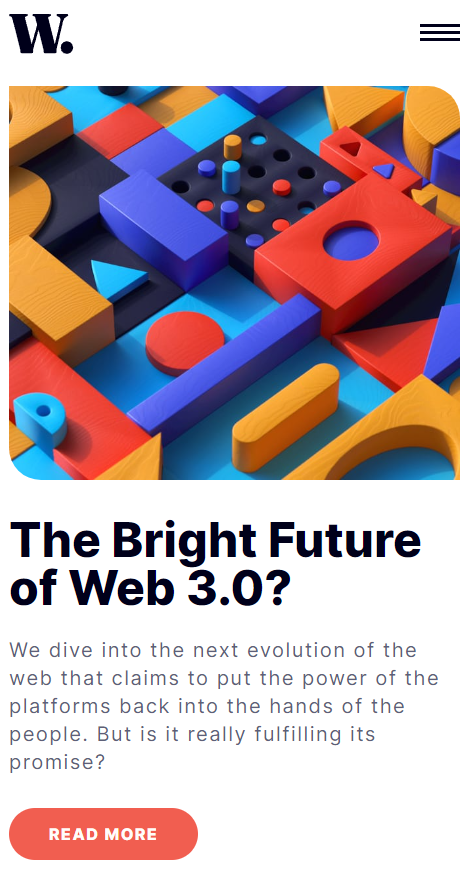 W.
The Bright Future
of Web 3.0?
We dive into the next evolution of the
web that claims to put the power of the
platforms back into the hands of the
people. But is it really fulfilling its
promise?
READ MORE